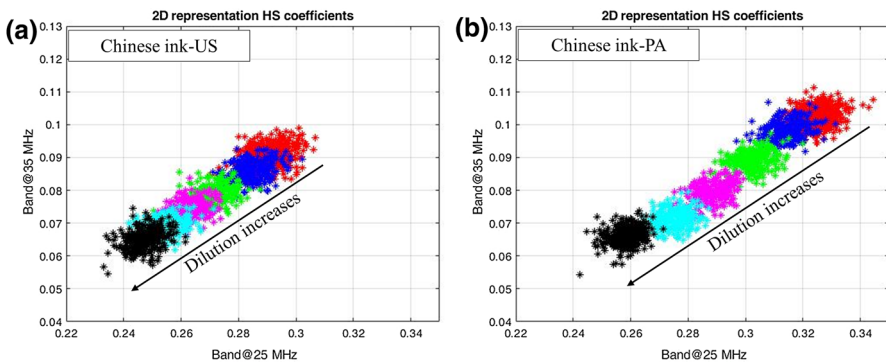 (a)
2D representation HS coefficients
Chinese ink-US
0.13
0.12
0.11
0.1
0.09
0.08
0.07
0.06
0.05
0.04
Band@35 MHz
Dilution increases
0.22 0.24 0.26 0.28 0.3 0.32 0.34
Band@25 MHz
(b)
2D representation HS coefficients
Chinese ink-PA
0.13
0.12
0.11
0.1
0.09
0.08
0.07
0.06
0.05
0.04
Band@35 MHz
Dilution increases
0.22 0.24 0.26 0.28 0.3 0.32 0.34
Band@25 MHz